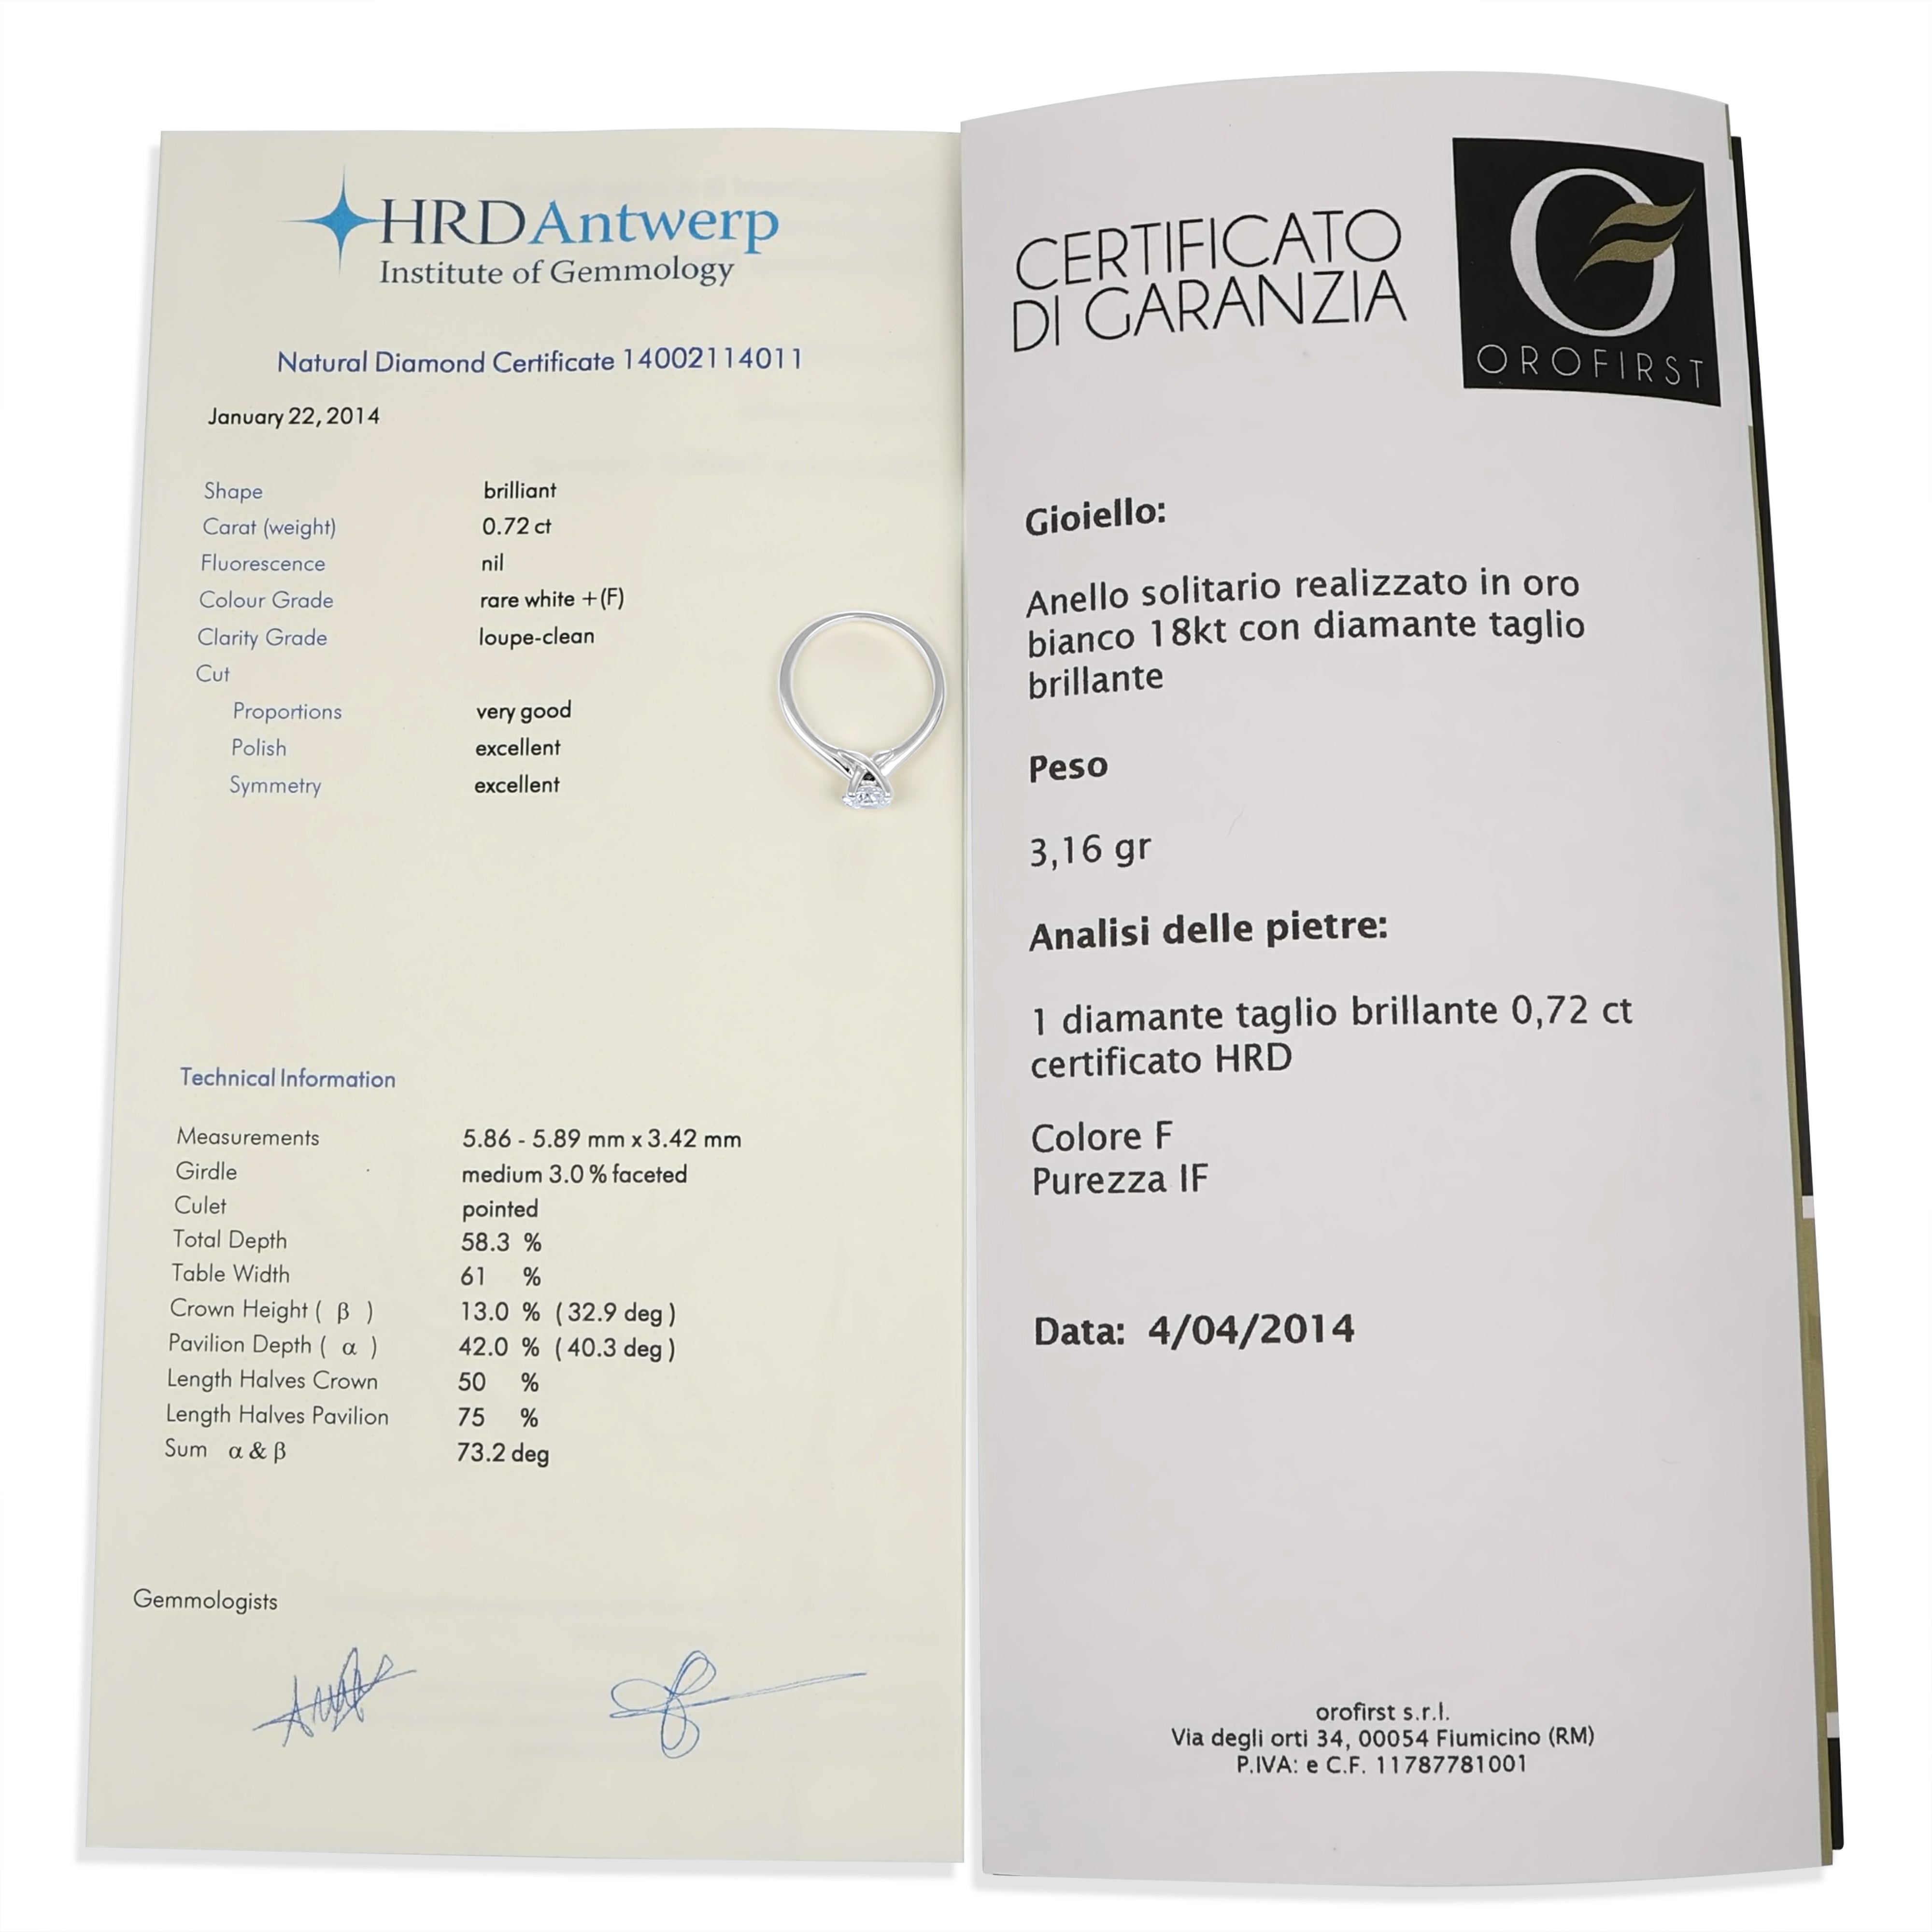 HRD Antwerp
Institute of Gemmology
Natural Diamond Certificate 14002114011
January 22, 2014
Shape brilliant
Carat (weight) 0.72 ct
Fluorescence nil
Colour Grade rare white +(F)
Clarity Grade loupe-clean
Cut
Proportions very good
Polish excellent
Symmetry excellent
Technical Information
Measurements 5.86 - 5.89 mm x 3.42 mm
Girdle medium 3.0 % faceted
Culet pointed
Total Depth 58.3 %
Table Width 61 %
Crown Height ( β ) 13.0 % ( 32.9 deg )
Pavilion Depth ( α ) 42.0 % ( 40.3 deg )
Length Halves Crown 50 %
Length Halves Pavilion 75 %
Sum α & β 73.2 deg
Gemmologists
CERTIFICATO
DI GARANZIA
OROFIRST
Gioiello:
Anello solitario realizzato in oro
bianco 18kt con diamante taglio
brillante
Peso
3,16 gr
Analisi delle pietre:
1 diamante taglio brillante 0,72 ct
certificato HRD
Colore F
Purezza IF
Data: 4/04/2014
orofirst s.r.l.
Via degli orti 34, 00054 Fiumicino (RM)
P.IVA: e C.F. 11787781001